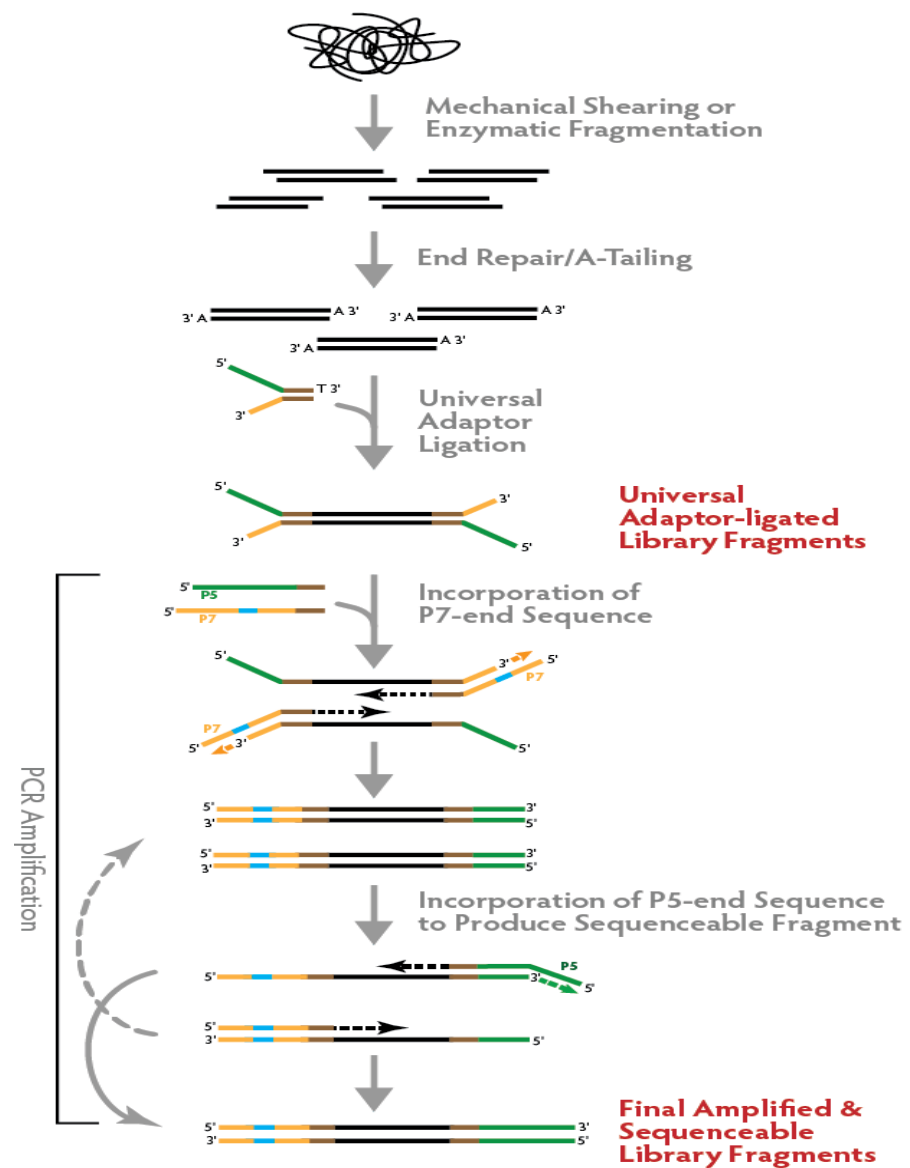 Mechanical Shearing or
Enzymatic Fragmentation
End Repair/A-Tailing
3' A
A 3'
3' A
A 3'
3' A
A 3'
5'
T 3'
3'
Universal
Adaptor
Ligation
5'
3'
3'
5'
Universal
Adaptor-ligated
Library Fragments
5'
P5
5'
P7
Incorporation of
P7-end Sequence
3'
5'
P7
P7
5'
3'
5'
PCR Amplification
5'
3'
3'
5'
5'
3'
3'
5'
Incorporation of P5-end Sequence
to Produce Sequenceable Fragment
P5
5'
3'
5'
5'
3'
5'
Final Amplified &
Sequenceable
Library Fragments
5'
3'
3'
5'